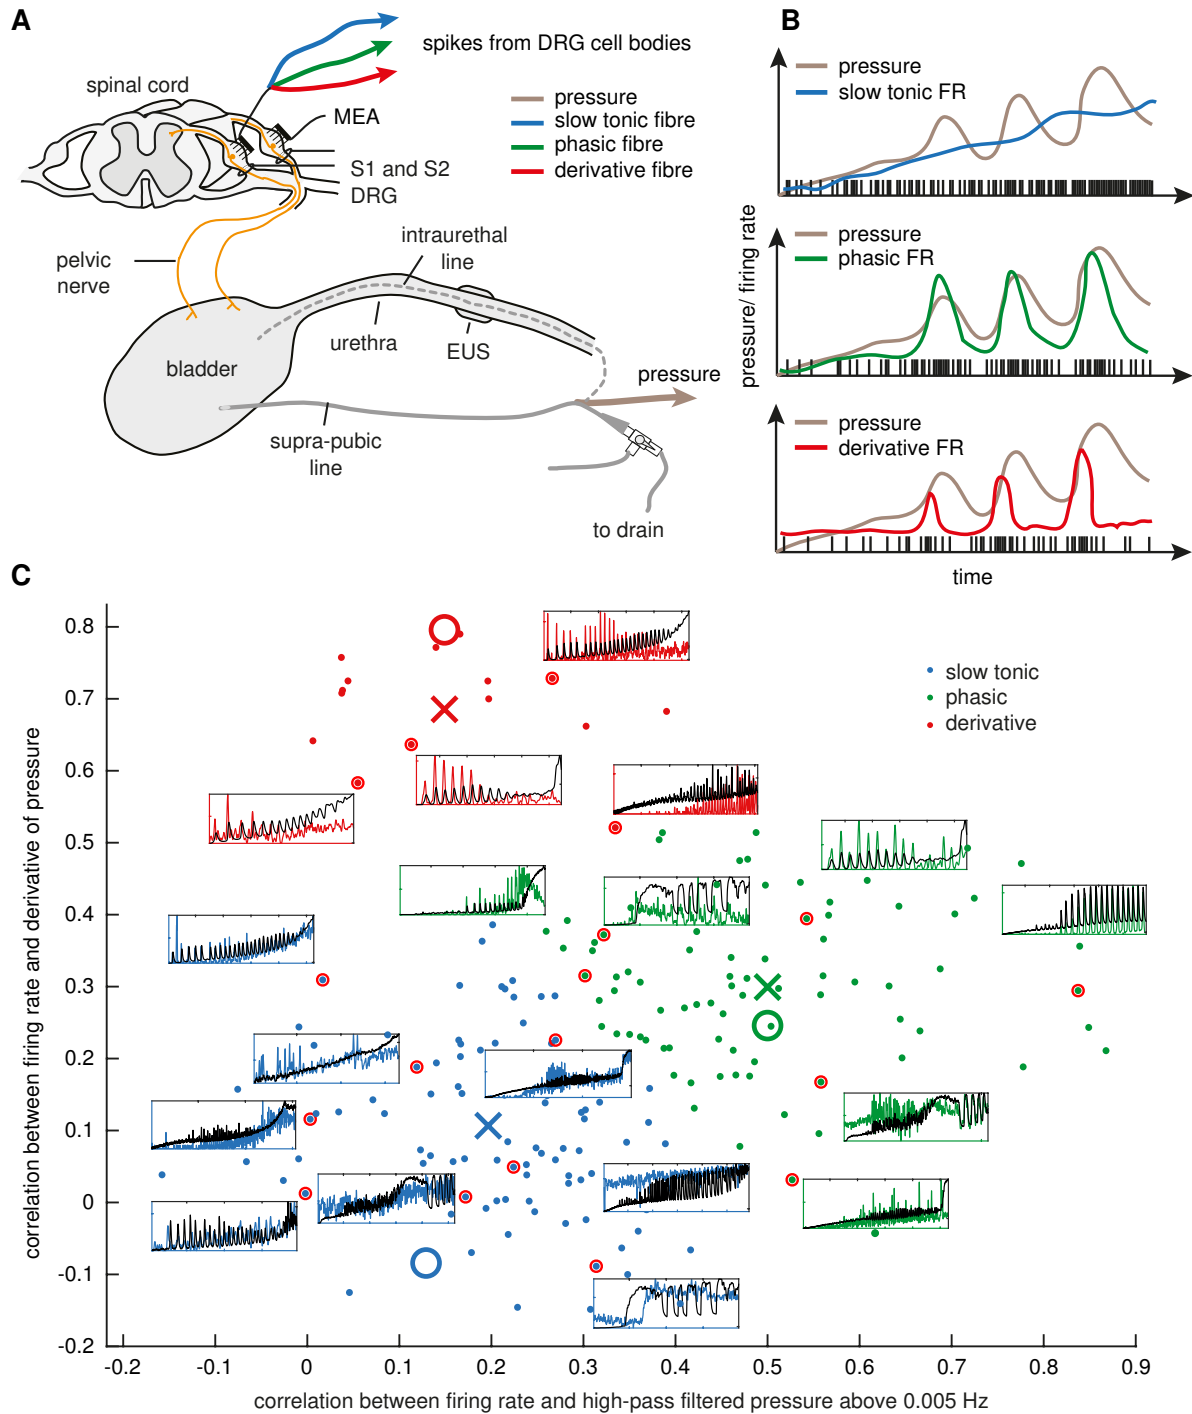 A
spikes from DRG cell bodies
spinal cord
MEA
pressure
slow tonic fibre
phasic fibre
derivative fibre
S1 and S2
DRG
pelvic
nerve
intraurethal
line
urethra
EUS
bladder
pressure
supra-pubic
line
to drain
B
pressure
slow tonic FR
pressure
phasic FR
pressure
derivative FR
pressure/ firing rate
time
C
0.8
0.7
0.6
0.5
0.4
0.3
0.2
0.1
0
-0.1
-0.2
correlation between firing rate and derivative of pressure
slow tonic
phasic
derivative
-0.2
-0.1
0
0.1
0.2
0.3
0.4
0.5
0.6
0.7
0.8
0.9
correlation between firing rate and high-pass filtered pressure above 0.005 Hz